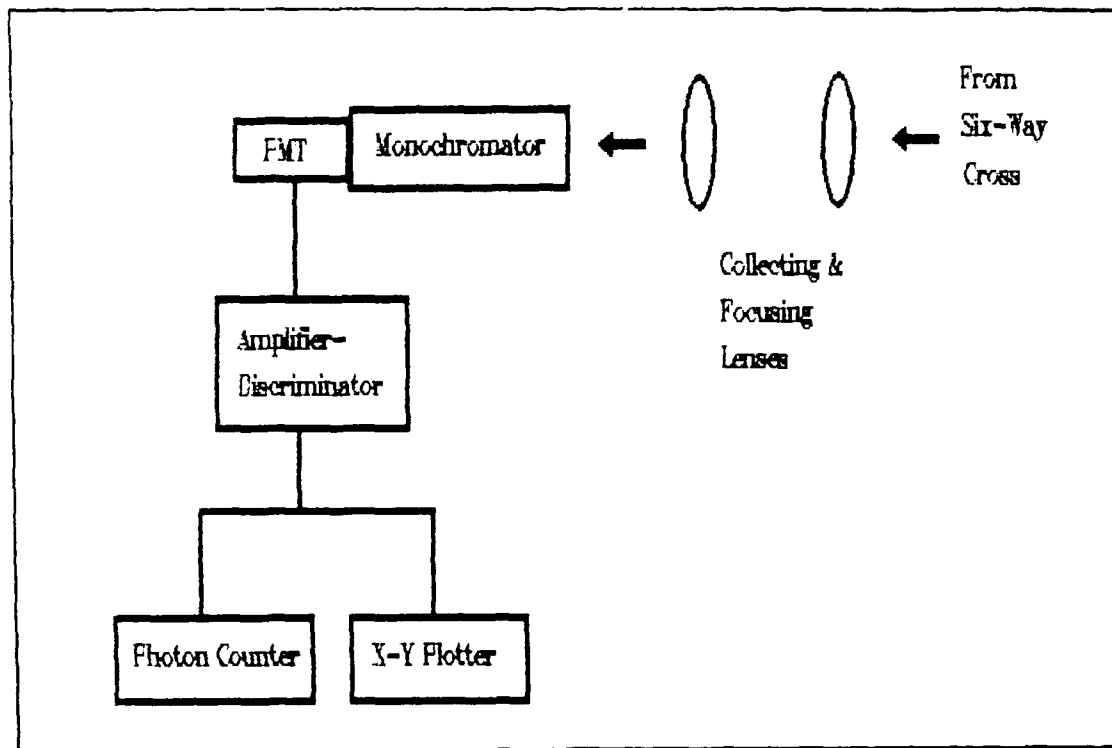 PMT
Monochromator
From
Six-Way
Cross
Collecting &
Focusing
Lenses
Amplifier-
Discriminator
Photon Counter
X-Y Plotter